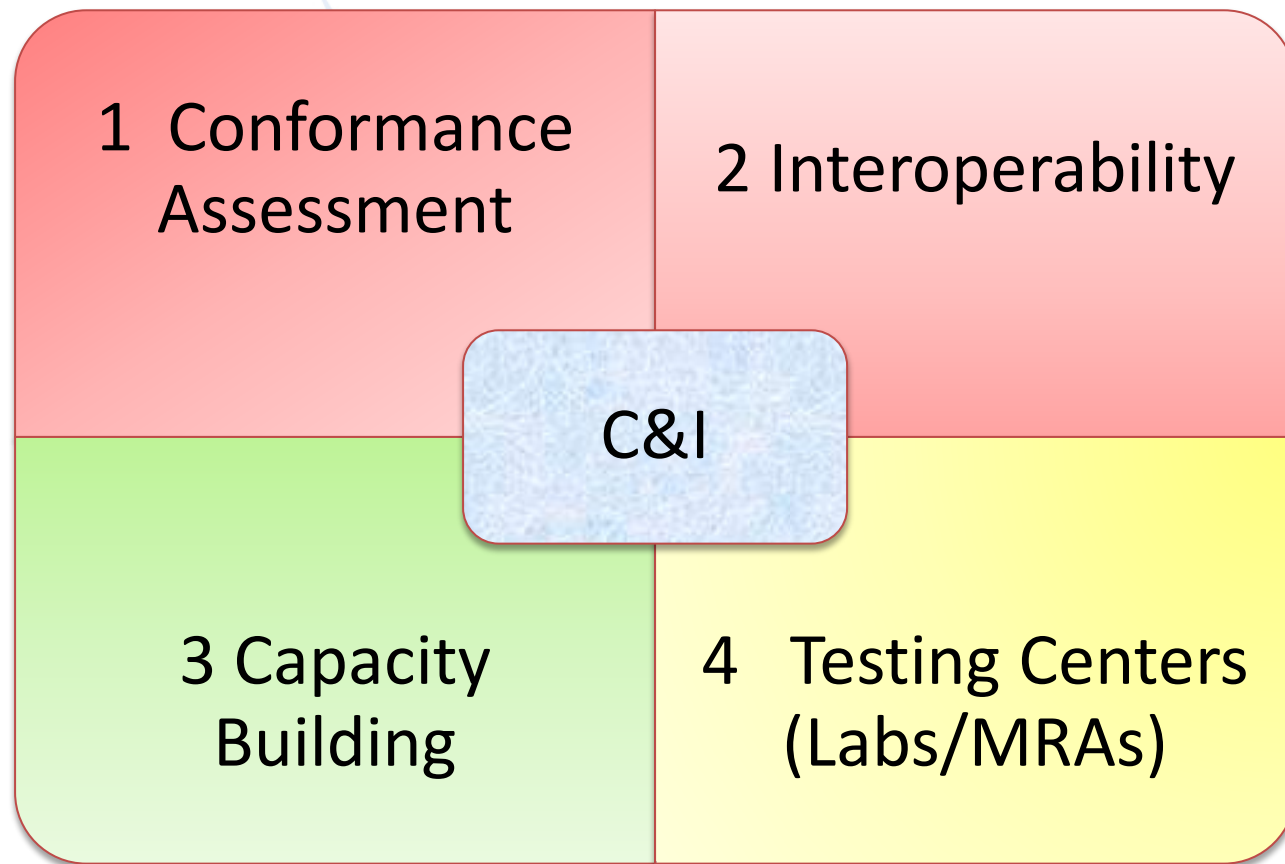 1 Conformance
Assessment
2 Interoperability
C&I
3 Capacity
Building
4 Testing Centers
(Labs/MRAs)